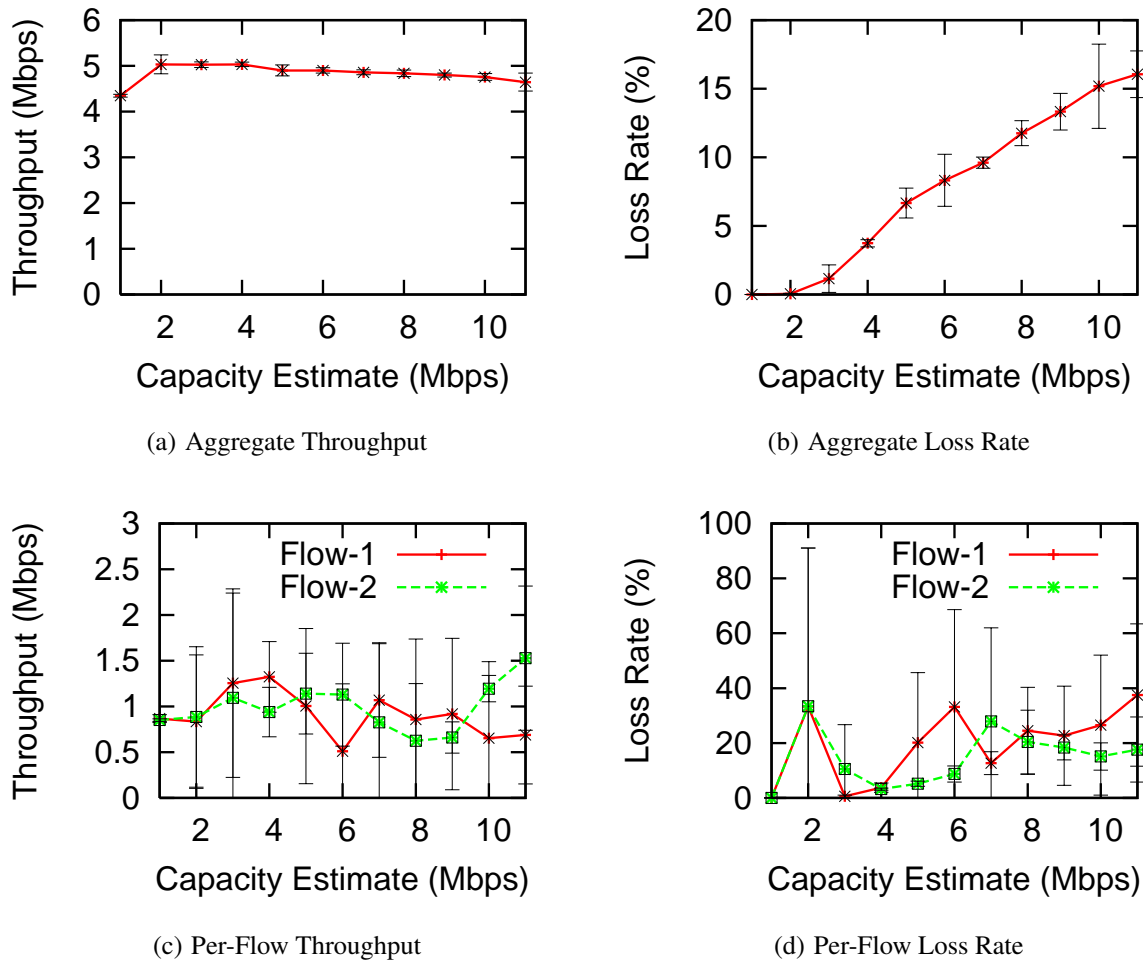 Throughput (Mbps)
6
5
4
3
2
1
0
2 4 6 8 10
Capacity Estimate (Mbps)
(a) Aggregate Throughput
Loss Rate (%)
20
15
10
5
0
2 4 6 8 10
Capacity Estimate (Mbps)
(b) Aggregate Loss Rate
Throughput (Mbps)
3
2.5
2
1.5
1
0.5
0
Flow-1
Flow-2
2 4 6 8 10
Capacity Estimate (Mbps)
(c) Per-Flow Throughput
Loss Rate (%)
100
80
60
40
20
0
Flow-1
Flow-2
2 4 6 8 10
Capacity Estimate (Mbps)
(d) Per-Flow Loss Rate